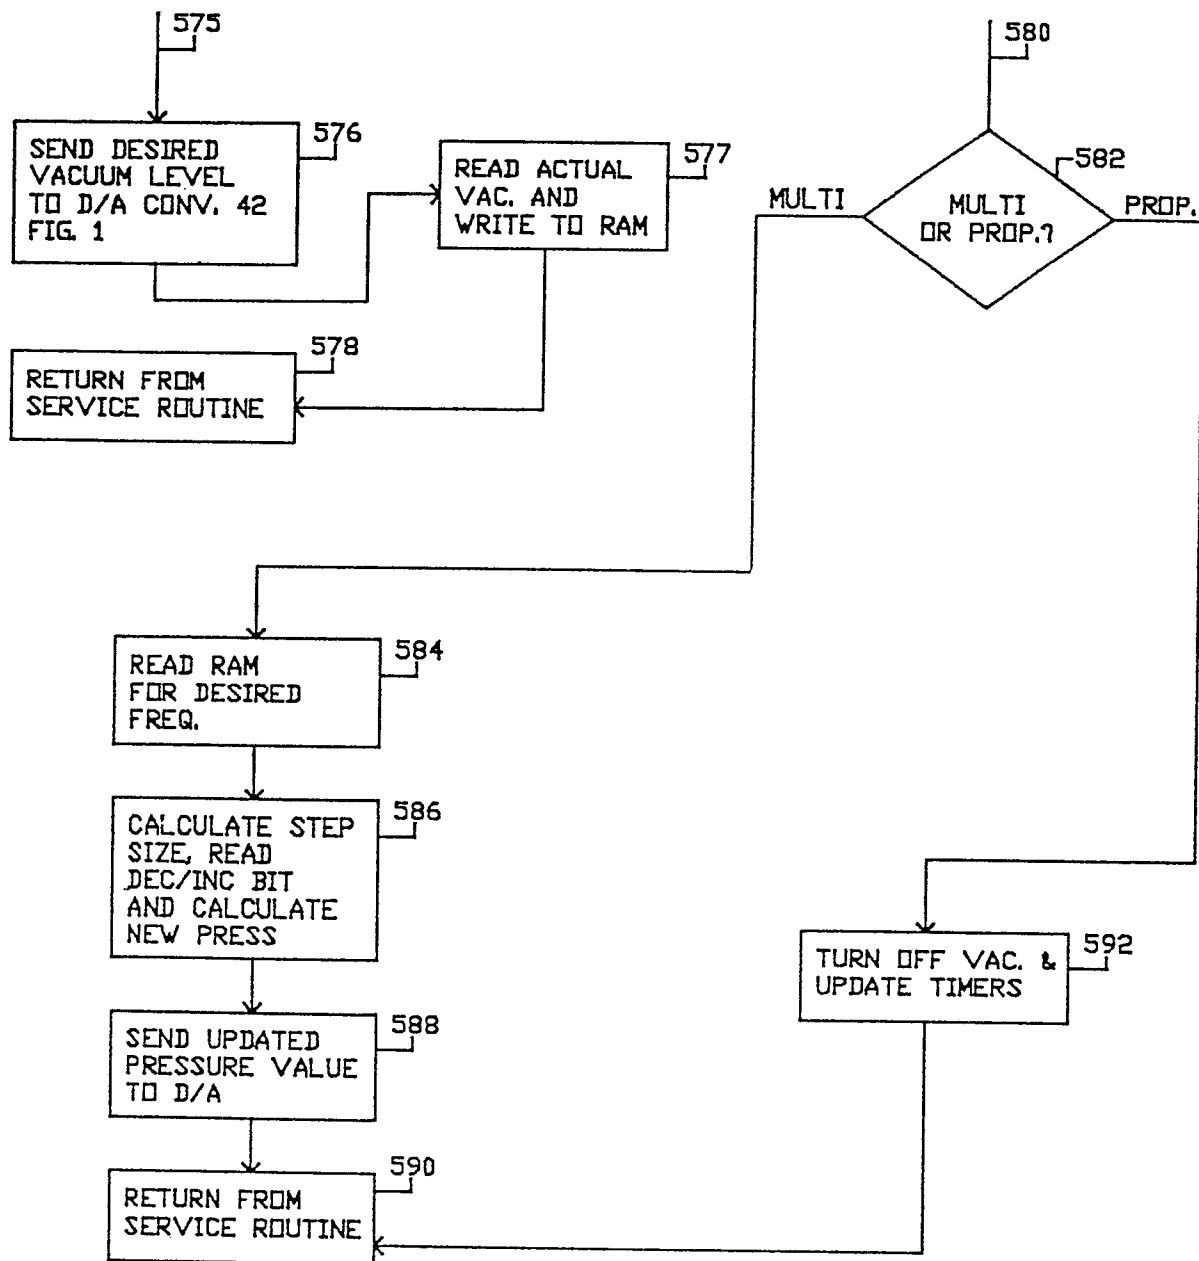 575
SEND DESIRED
VACUUM LEVEL
TO D/A CONV. 42
FIG. 1
576
READ ACTUAL
VAC. AND
WRITE TO RAM
577
RETURN FROM
SERVICE ROUTINE
578
580
MULTI
OR PROP.?
582
MULTI
PROP.
READ RAM
FOR DESIRED
FREQ.
584
CALCULATE STEP
SIZE, READ
DEC/INC BIT
AND CALCULATE
NEW PRESS
586
SEND UPDATED
PRESSURE VALUE
TO D/A
588
RETURN FROM
SERVICE ROUTINE
590
TURN OFF VAC. &
UPDATE TIMERS
592